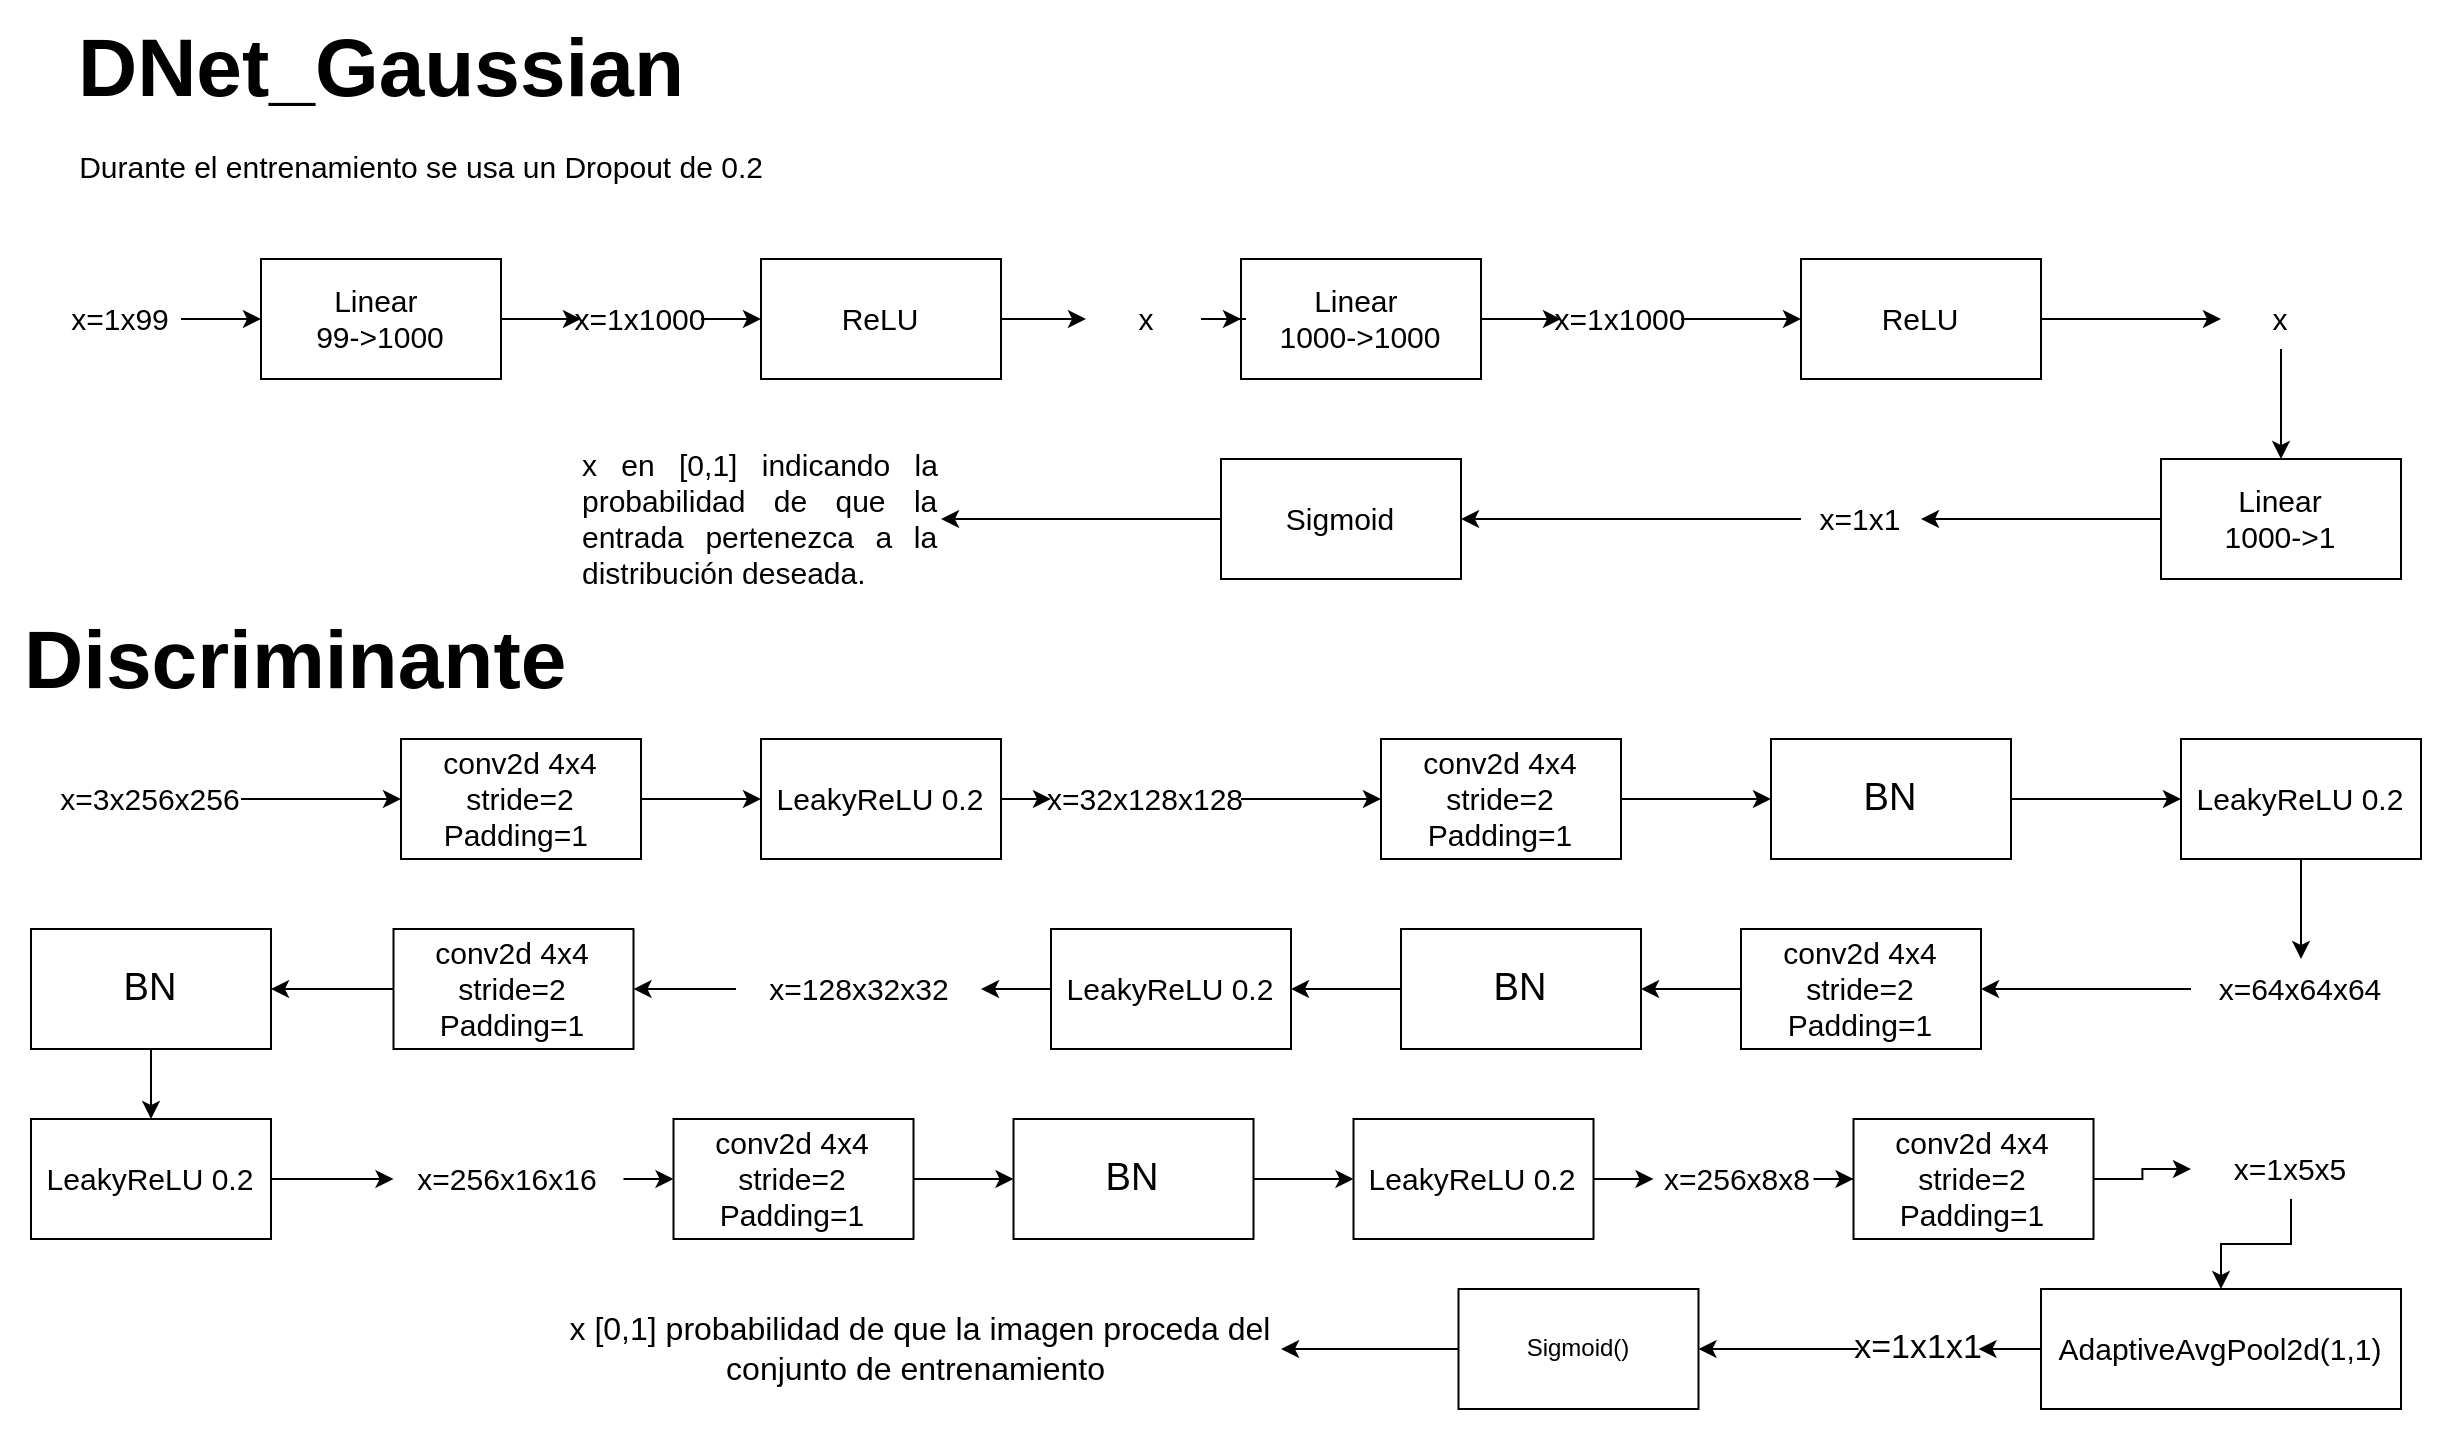 DNet_Gaussian
Durante el entrenamiento se usa un Dropout de 0.2
x=1x99
Linear
99->1000
x=1x1000
ReLU
x
Linear
1000->1000
x=1x1000
ReLU
x
Linear
1000->1
x=1x1
Sigmoid
x en [0,1] indicando la
probabilidad de que la
entrada pertenezca a la
distribución deseada.
Discriminante
x=3x256x256
conv2d 4x4
stride=2
Padding=1
LeakyReLU 0.2
x=32x128x128
conv2d 4x4
stride=2
Padding=1
BN
LeakyReLU 0.2
x=64x64x64
conv2d 4x4
stride=2
Padding=1
BN
LeakyReLU 0.2
x=128x32x32
conv2d 4x4
stride=2
Padding=1
BN
LeakyReLU 0.2
x=256x16x16
conv2d 4x4
stride=2
Padding=1
BN
LeakyReLU 0.2
x=256x8x8
conv2d 4x4
stride=2
Padding=1
x=1x5x5
AdaptiveAvgPool2d(1,1)
x=1x1x1
Sigmoid()
x [0,1] probabilidad de que la imagen proceda del
conjunto de entrenamiento